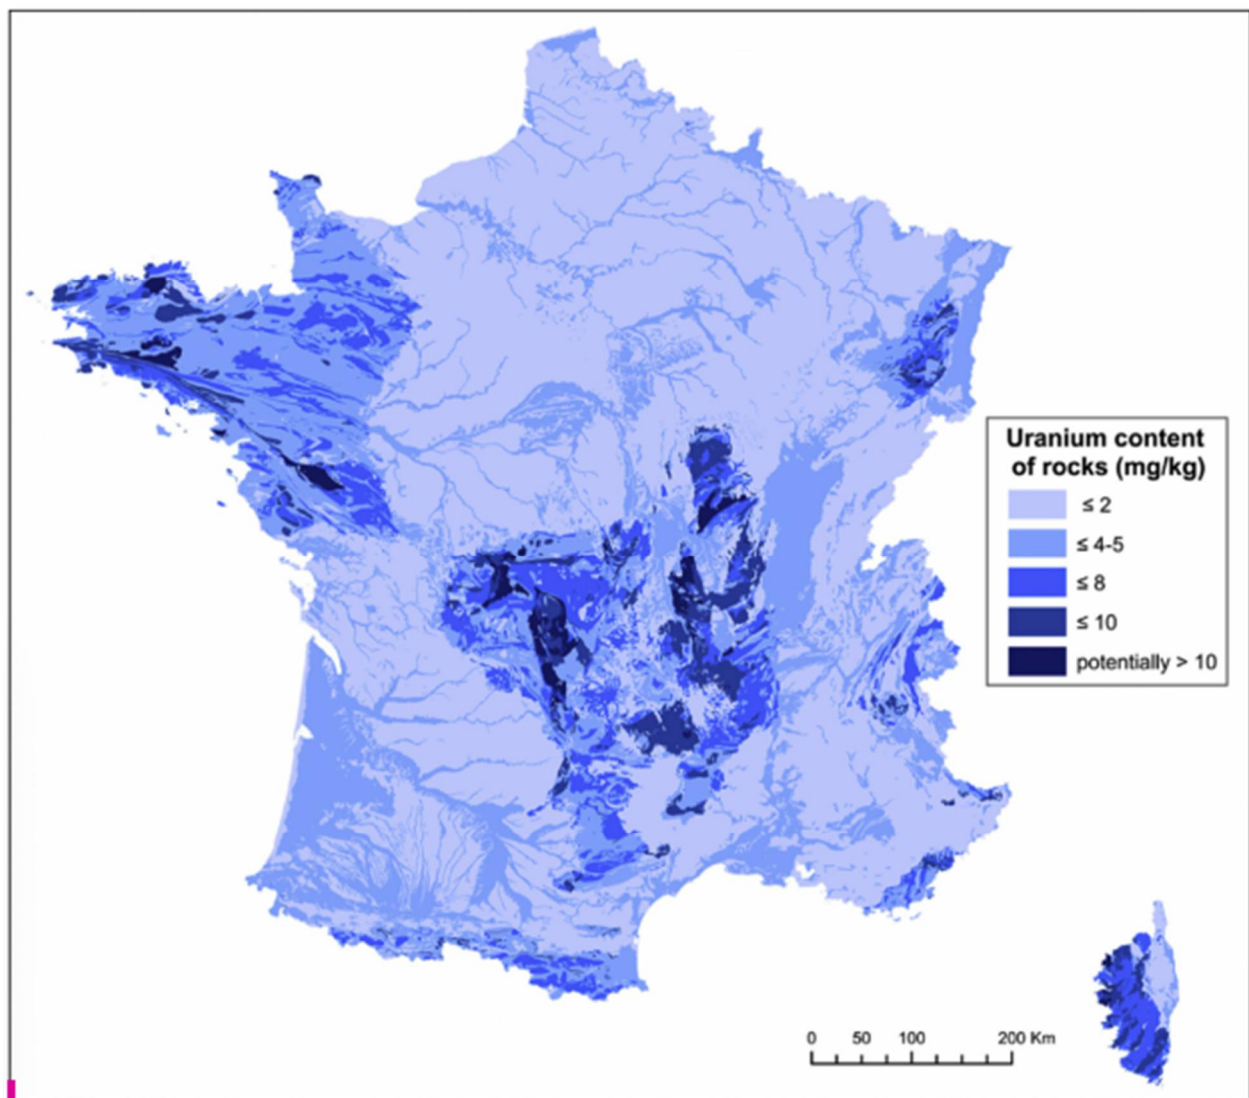 Uranium content
of rocks (mg/kg)
≤ 2
≤ 4-5
≤ 8
≤ 10
potentially > 10
0 50 100 200 Km